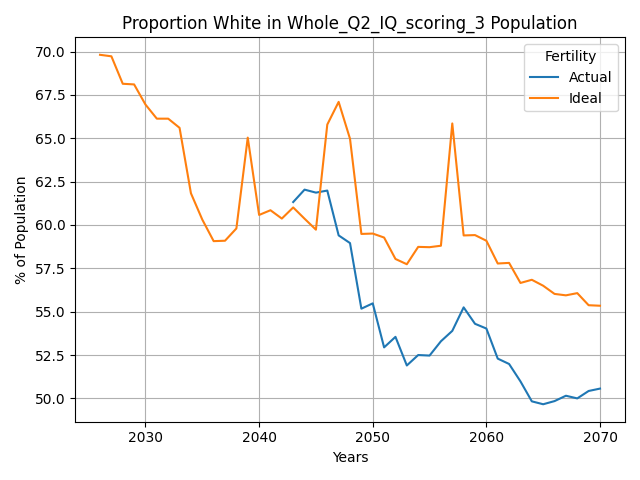 Proportion White in Whole_Q2_IQ_scoring_3 Population
Fertility
Actual
Ideal
% of Population
70.0
67.5
65.0
62.5
60.0
57.5
55.0
52.5
50.0
2030
2040
2050
2060
2070
Years